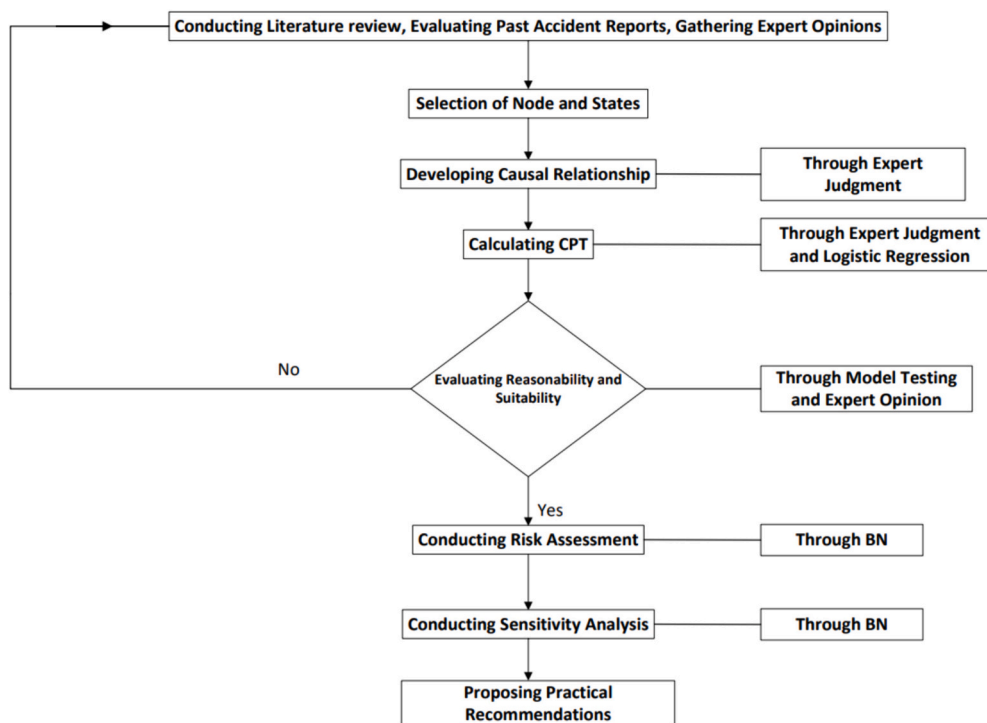 Conducting Literature review, Evaluating Past Accident Reports, Gathering Expert Opinions
Selection of Node and States
Developing Causal Relationship
Through Expert
Judgment
Calculating CPT
Through Expert Judgment
and Logistic Regression
No
Evaluating Reasonability and
Suitability
Through Model Testing
and Expert Opinion
Yes
Conducting Risk Assessment
Through BN
Conducting Sensitivity Analysis
Through BN
Proposing Practical
Recommendations